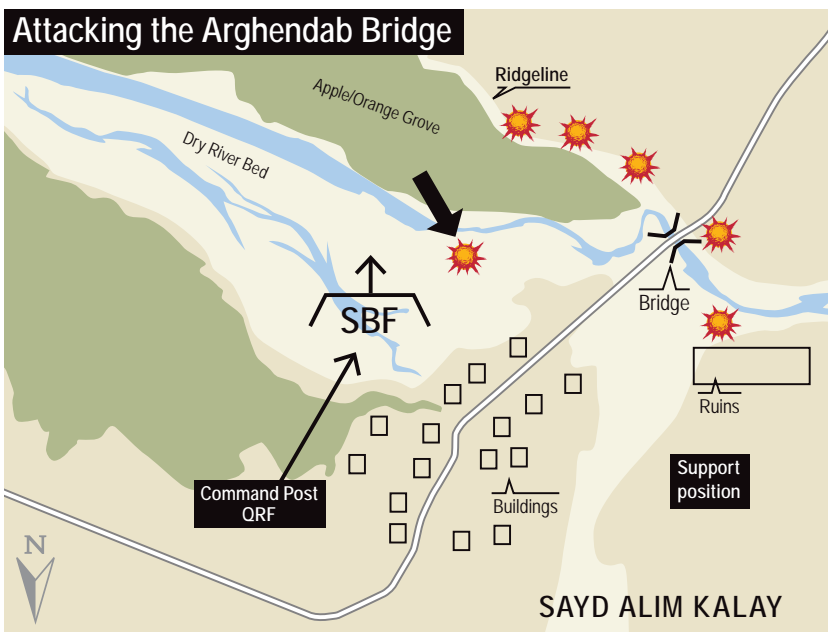 Attacking the Arghendab Bridge
Ridgeline
Apple/Orange Grove
Dry River Bed
SBF
Bridge
Ruins
Command Post
QRF
Buildings
Support
position
N
SAYD ALIM KALAY